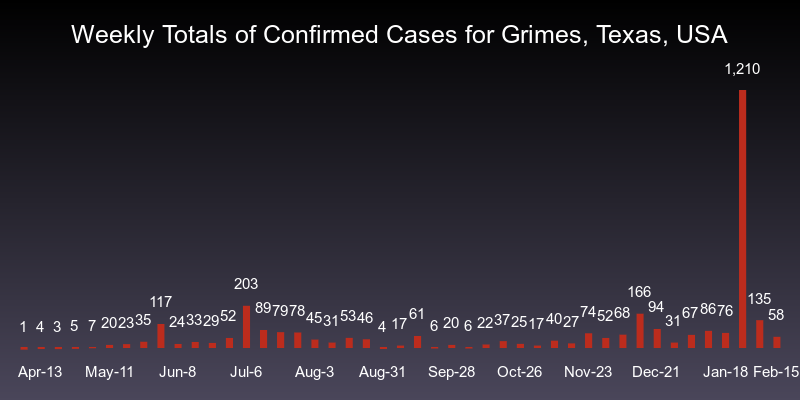 Weekly Totals of Confirmed Cases for Grimes, Texas, USA
1,210
203
117
166
1 4 3 5 7 20 23 35 24 33 29 52 89 79 78 45 31 53 46 4 17 61 6 20 6 22 37 25 17 40 27 74 52 68 94 31 67 86 76 135 58
Apr-13 May-11 Jun-8 Jul-6 Aug-3 Aug-31 Sep-28 Oct-26 Nov-23 Dec-21 Jan-18 Feb-15